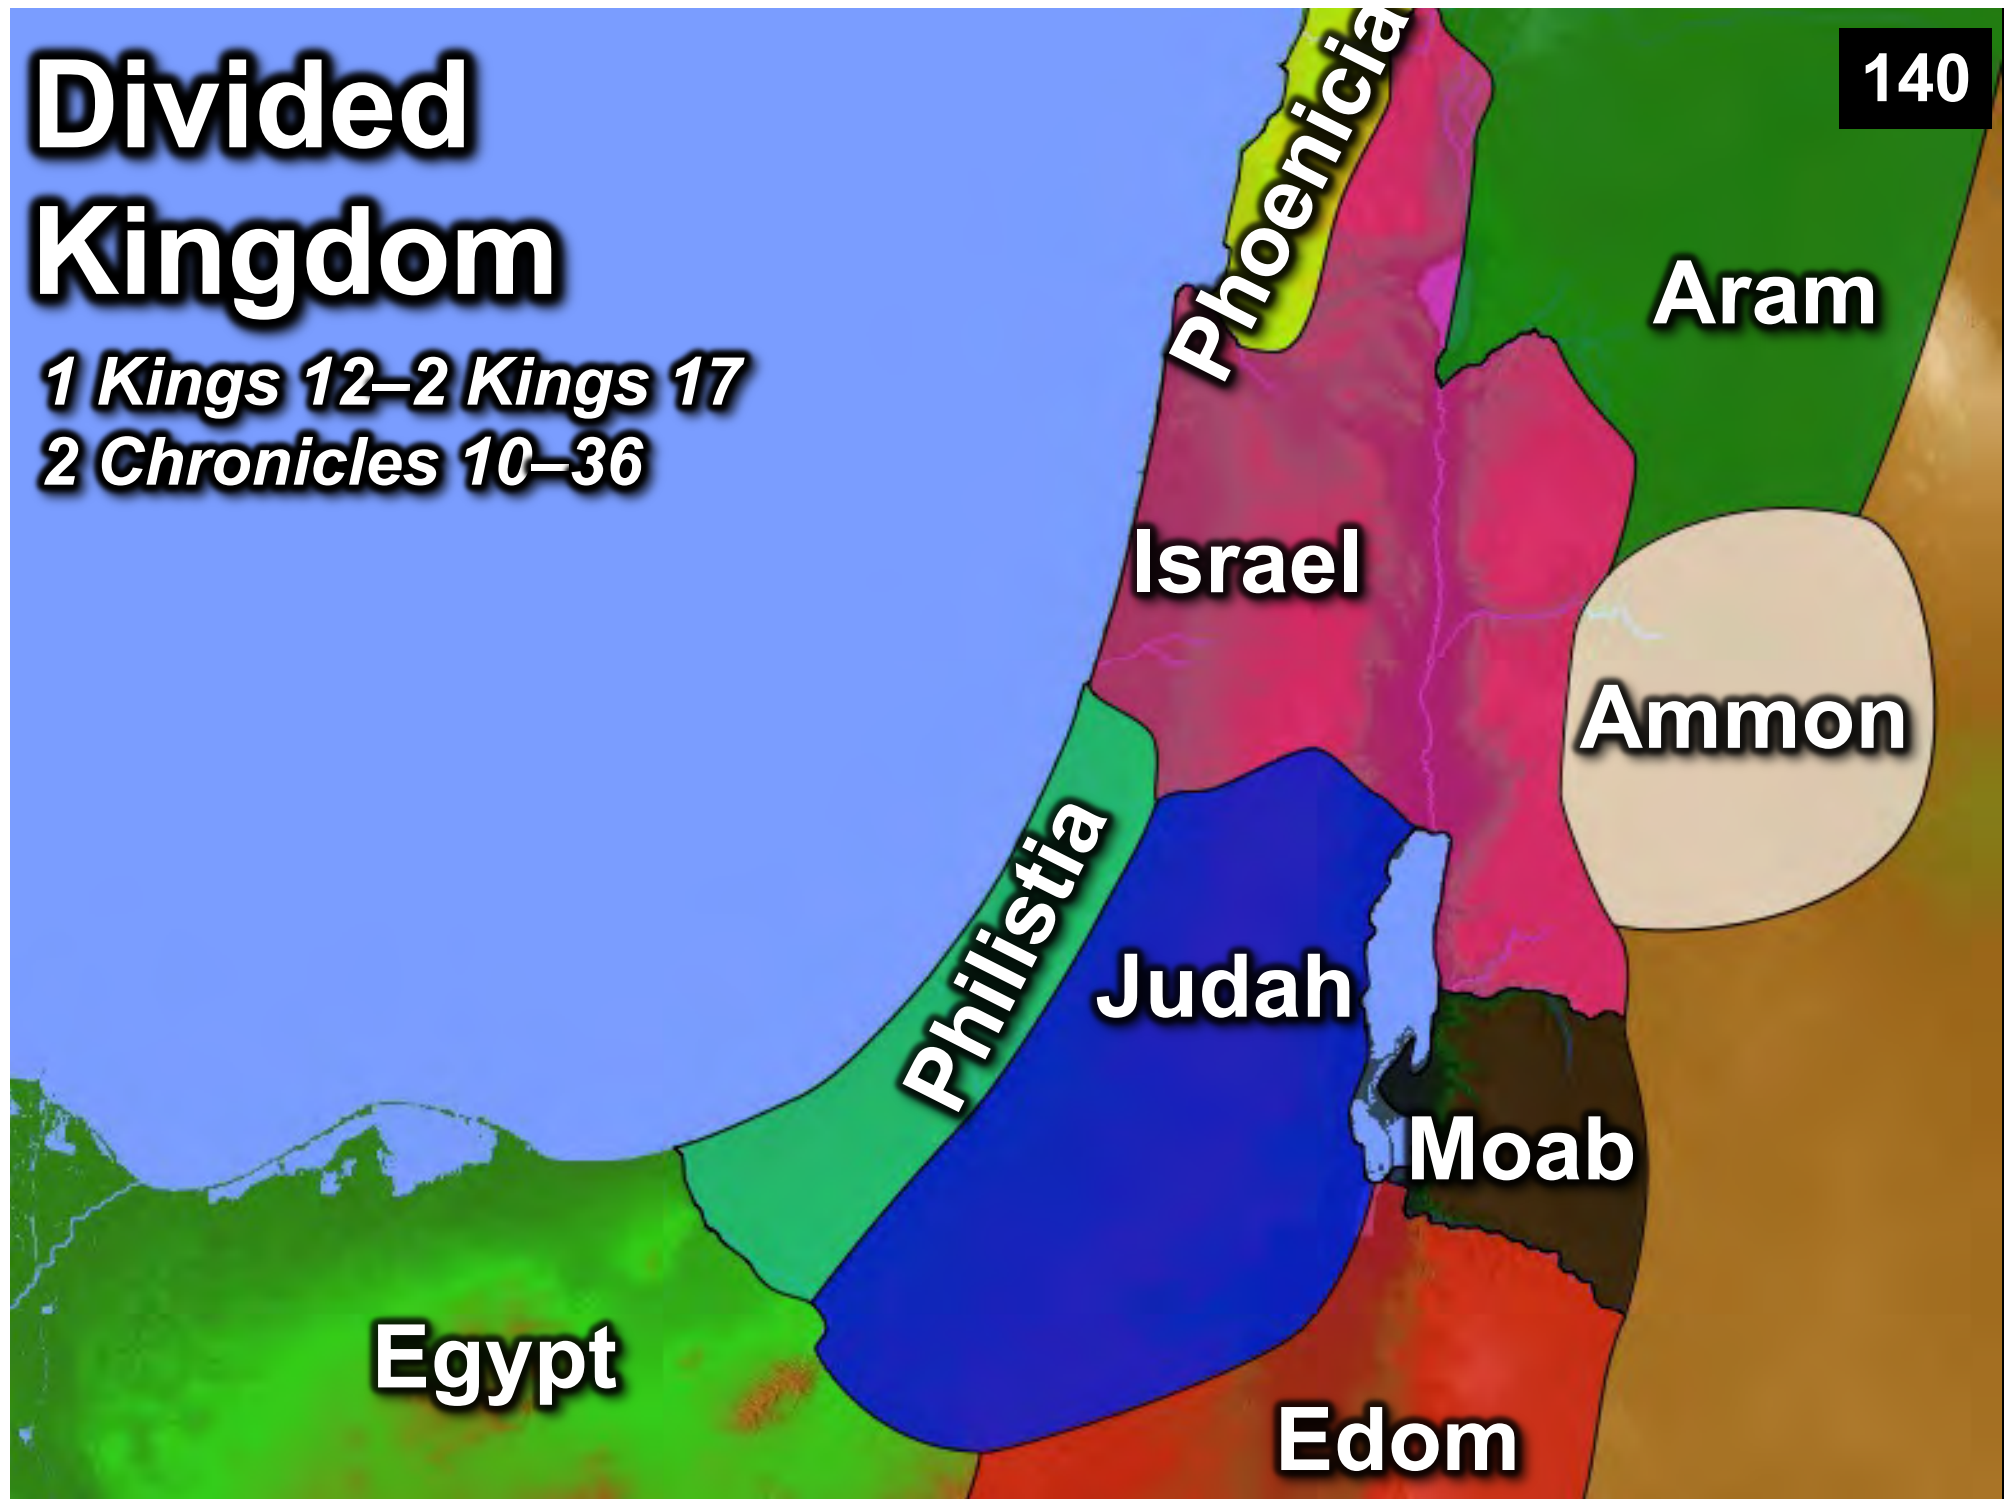 Divided
Kingdom
1 Kings 12–2 Kings 17
2 Chronicles 10–36
140
Phoenicia
Aram
Israel
Ammon
Philistia
Judah
Moab
Egypt
Edom